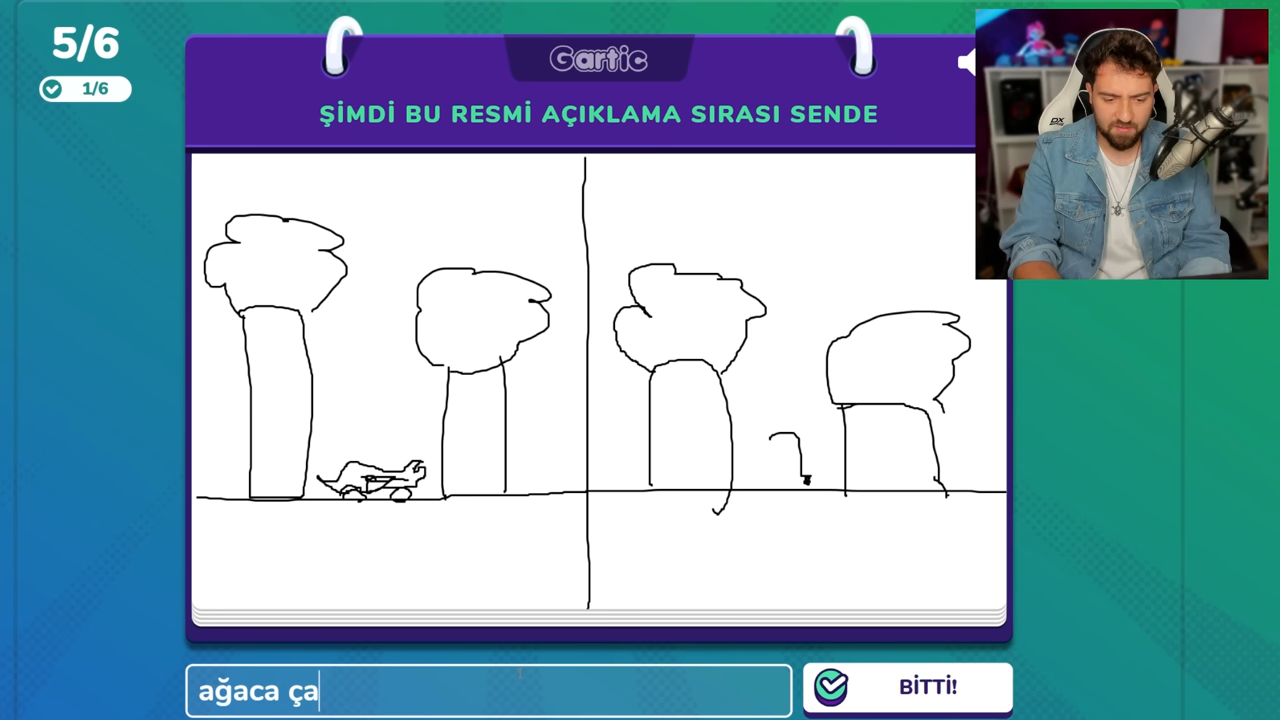 5/6
1/6
Gartic
ŞİMDİ BU RESMİ AÇIKLAMA SIRASI SENDE
ağaca ça
BİTTİ!